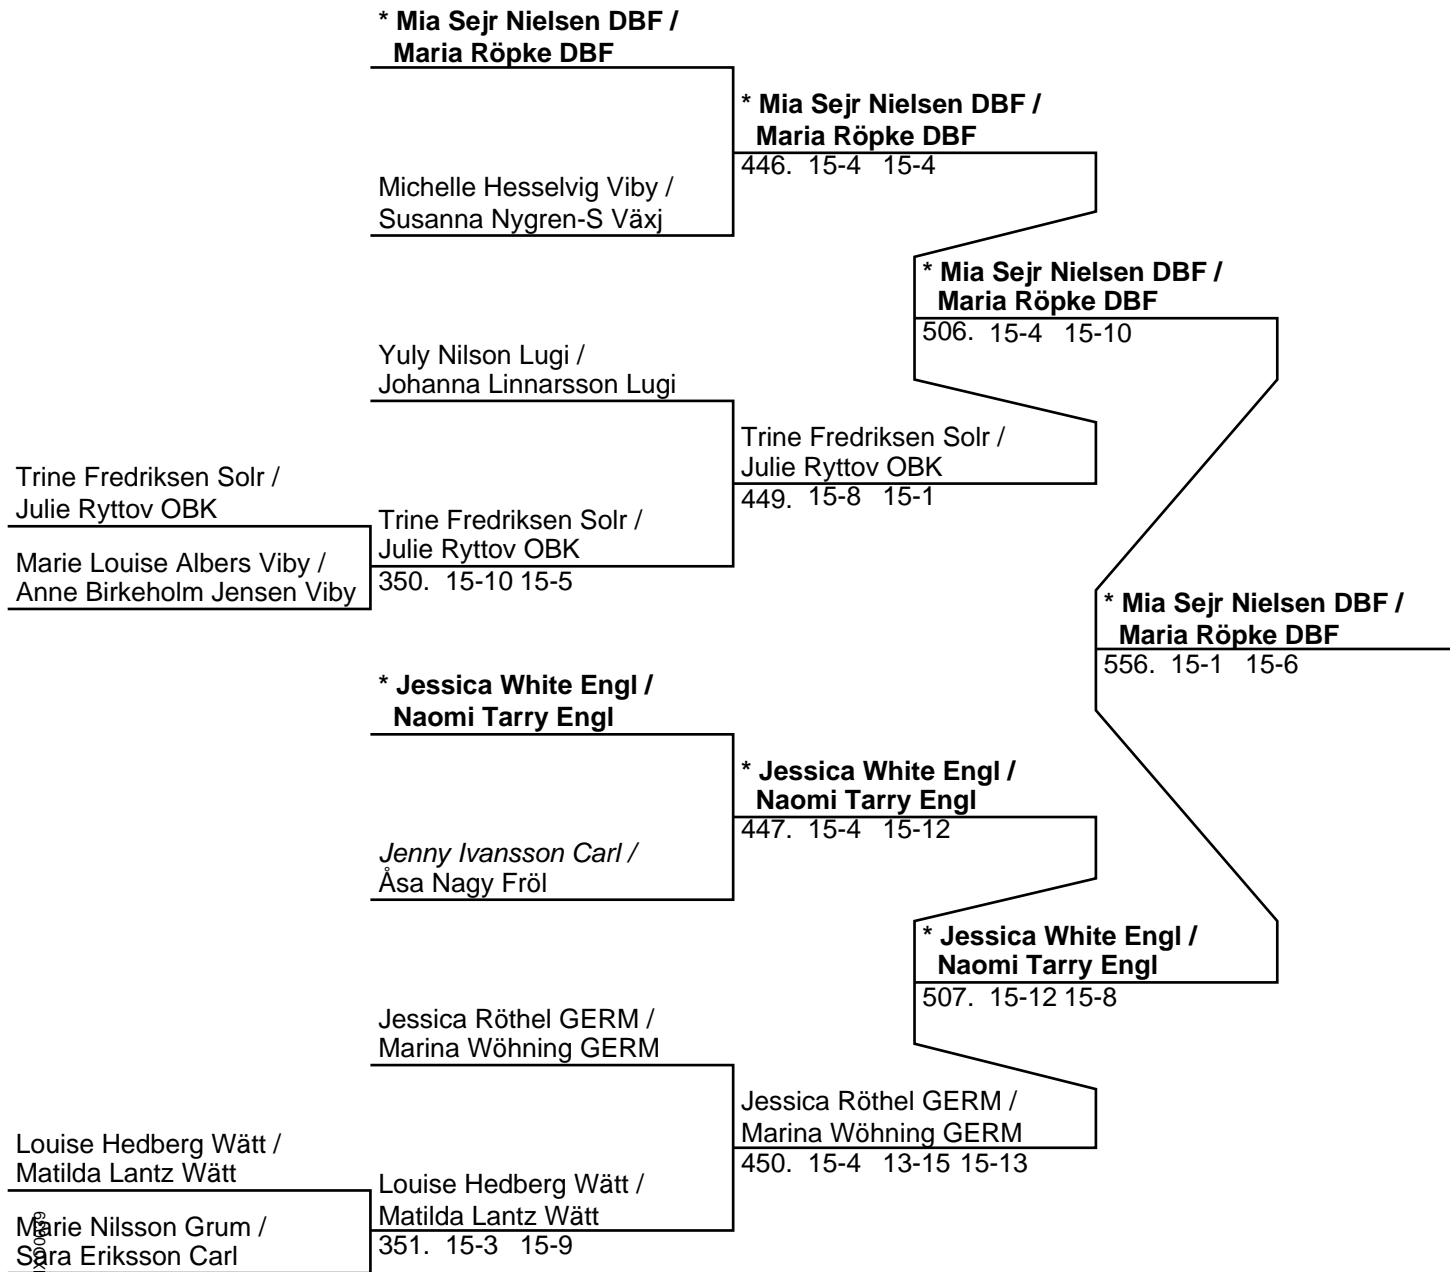 * Mia Sejr Nielsen DBF /
Maria Röpke DBF
* Mia Sejr Nielsen DBF /
Maria Röpke DBF
446. 15-4 15-4
Michelle Hesselvig Viby /
Susanna Nygren-S Växj
* Mia Sejr Nielsen DBF /
Maria Röpke DBF
506. 15-4 15-10
Yuly Nilson Lugi /
Johanna Linnarsson Lugi
Trine Fredriksen Solr /
Julie Ryttov OBK
449. 15-8 15-1
Trine Fredriksen Solr /
Julie Ryttov OBK
Trine Fredriksen Solr /
Julie Ryttov OBK
350. 15-10 15-5
Marie Louise Albers Viby /
Anne Birkeholm Jensen Viby
* Mia Sejr Nielsen DBF /
Maria Röpke DBF
556. 15-1 15-6
* Jessica White Engl /
Naomi Tarry Engl
* Jessica White Engl /
Naomi Tarry Engl
447. 15-4 15-12
Jenny Ivansson Carl /
Åsa Nagy Fröl
* Jessica White Engl /
Naomi Tarry Engl
507. 15-12 15-8
Jessica Röthel GERM /
Marina Wöhning GERM
Jessica Röthel GERM /
Marina Wöhning GERM
450. 15-4 13-15 15-13
Louise Hedberg Wätt /
Matilda Lantz Wätt
Louise Hedberg Wätt /
Matilda Lantz Wätt
351. 15-3 15-9
Marie Nilsson Grum /
Sara Eriksson Carl